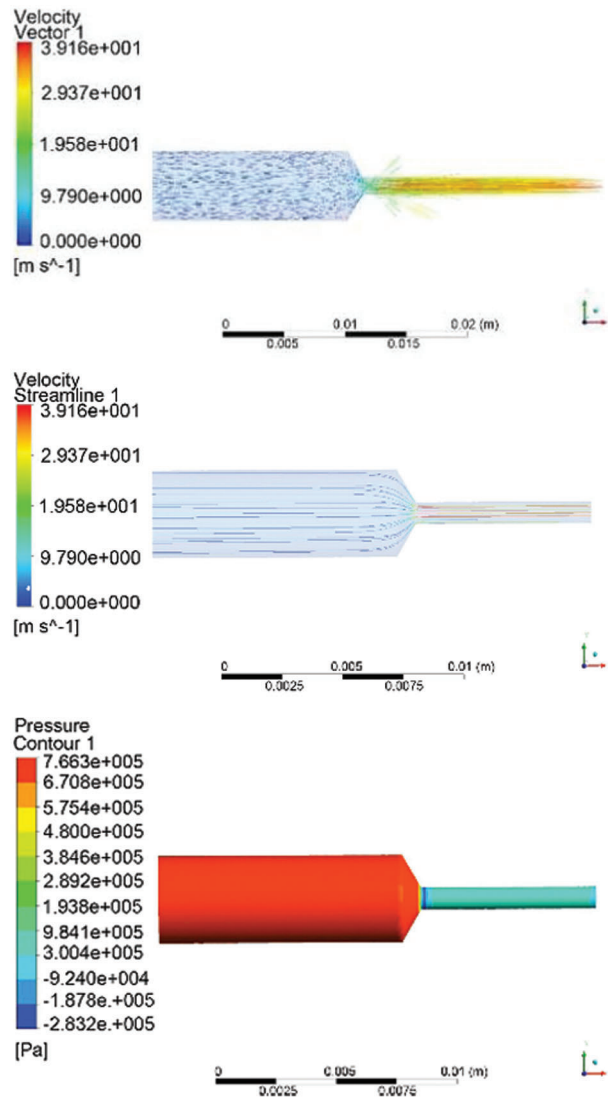 Velocity
Vector 1
3.916e+001
2.937e+001
1.958e+001
9.790e+000
0.000e+000
[m s^-1]
0 0.01 0.02 (m)
0.005 0.015
Velocity
Streamline 1
3.916e+001
2.937e+001
1.958e+001
9.790e+000
0.000e+000
[m s^-1]
0 0.005 0.01 (m)
0.0025 0.0075
Pressure
Contour 1
7.663e+005
6.708e+005
5.754e+005
4.800e+005
3.846e+005
2.892e+005
1.938e+005
9.841e+005
3.004e+005
-9.240e+004
-1.878e.+005
-2.832e.+005
[Pa]
0 0.005 0.01 (m)
0.0025 0.0075